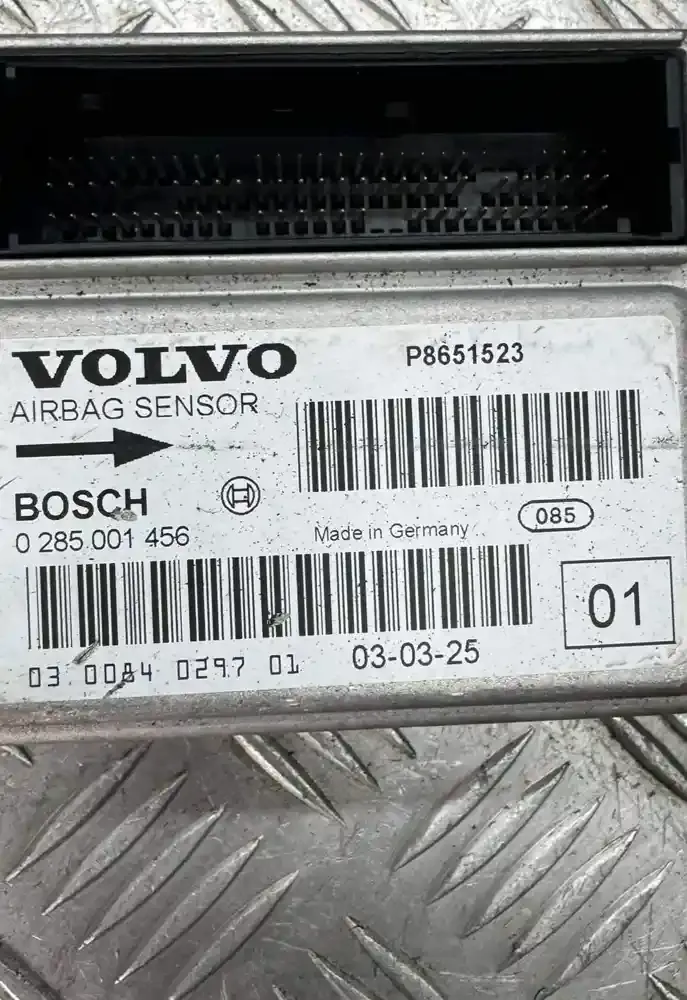 VOLVO
P8651523
AIRBAG SENSOR
BOSCH
0 285 001 456
Made in Germany
085
01
03 0084 0297 01
03-03-25